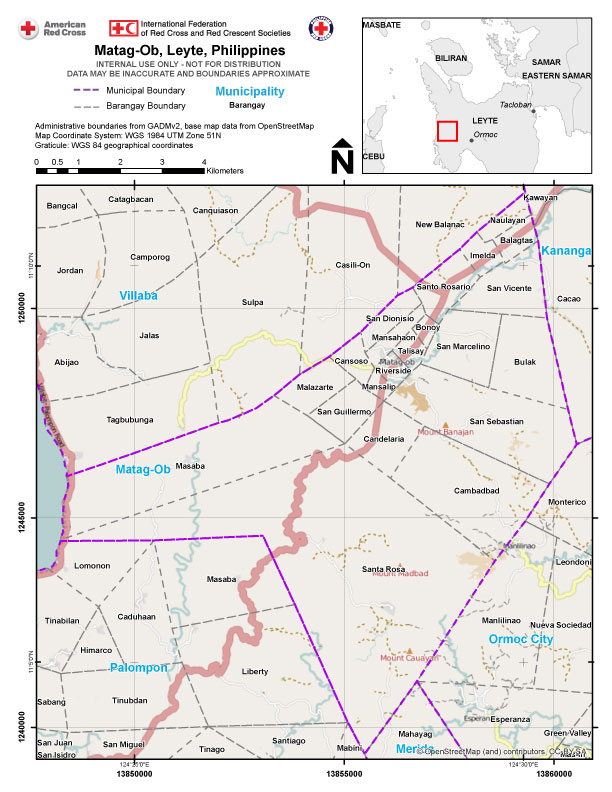 American
Red Cross
International Federation
of Red Cross and Red Crescent Societies
Matag-Ob, Leyte, Philippines
INTERNAL USE ONLY - NOT FOR DISTRIBUTION
DATA MAY BE INACCURATE AND BOUNDARIES APPROXIMATE
Municipal Boundary
Municipality
Barangay Boundary
Barangay
Administrative boundaries from GADMv2, base map data from OpenStreetMap
Map Coordinate System: WGS 1984 UTM Zone 51N
Graticule: WGS 84 geographical coordinates
0 0.5 1 2 3 4
Kilometers
N
MASBATE
BILIRAN
SAMAR
EASTERN SAMAR
Tacloban
LEYTE
Ormoc
CEBU
Kawayan
Catagbacan
Bangcal
Canquiason
Naulayan
New Balanac
Balagtas
Kananga
Imelda
Camporog
Casili-On
Jordan
11°10'0"N
Santo Rosario
San Vicente
Villaba
Cacao
Sulpa
1250000
San Dionisio
Bonoy
Jalas
Mansahaon
San Marcelino
Talisay
Abijao
Cansoso
Matag-ob
Bulak
Riverside
Malazarte
Mansalip
San Guillermo
Tagbubunga
San Sebastian
Mount Banajan
Candelaria
Matag-Ob
Masaba
Cambadbad
Monterico
1245000
Manlilinao
Lomonon
Leondoni
Santa Rosa
Mount Madbad
Masaba
Caduhaan
Tinabilan
Manlilinao
Nueva Sociedad
Ormoc City
Himarco
Mount Cauayan
11°5'0"N
Palompon
Liberty
Sabang
Tinubdan
Esperan
Esperanza
1240000
Mahayag
Green Valley
San Juan
San Miguel
Santiago
Tinago
Mabini
Merida
San Isidro
© OpenStreetMap (and) contributors, CC-BY-SA
124°25'0"E
124°30'0"E
13850000
13855000
13860000